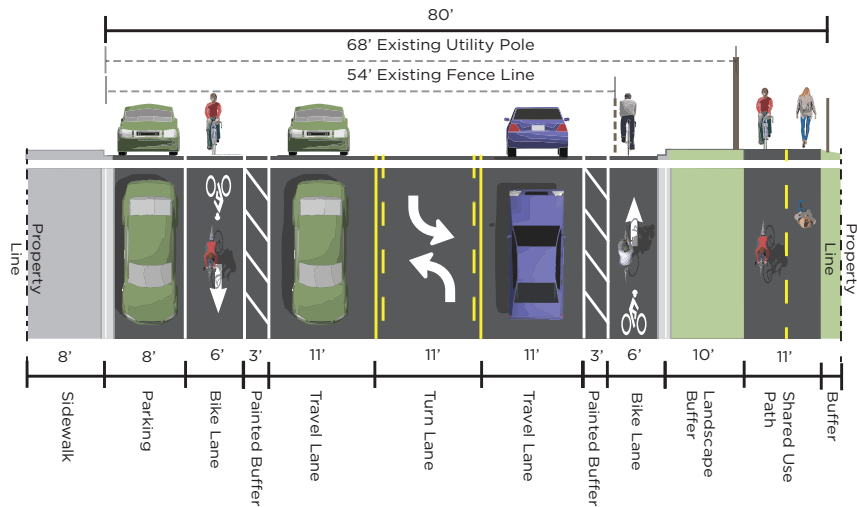 80’
68’ Existing Utility Pole
54’ Existing Fence Line
Property
Line
Property
Line
8’
8’
6’
3’
11’
11’
11’
3’
6’
10’
11’
Sidewalk
Parking
Bike Lane
Painted Buffer
Travel Lane
Turn Lane
Travel Lane
Painted Buffer
Bike Lane
Landscape
Buffer
Shared Use
Path
Buffer